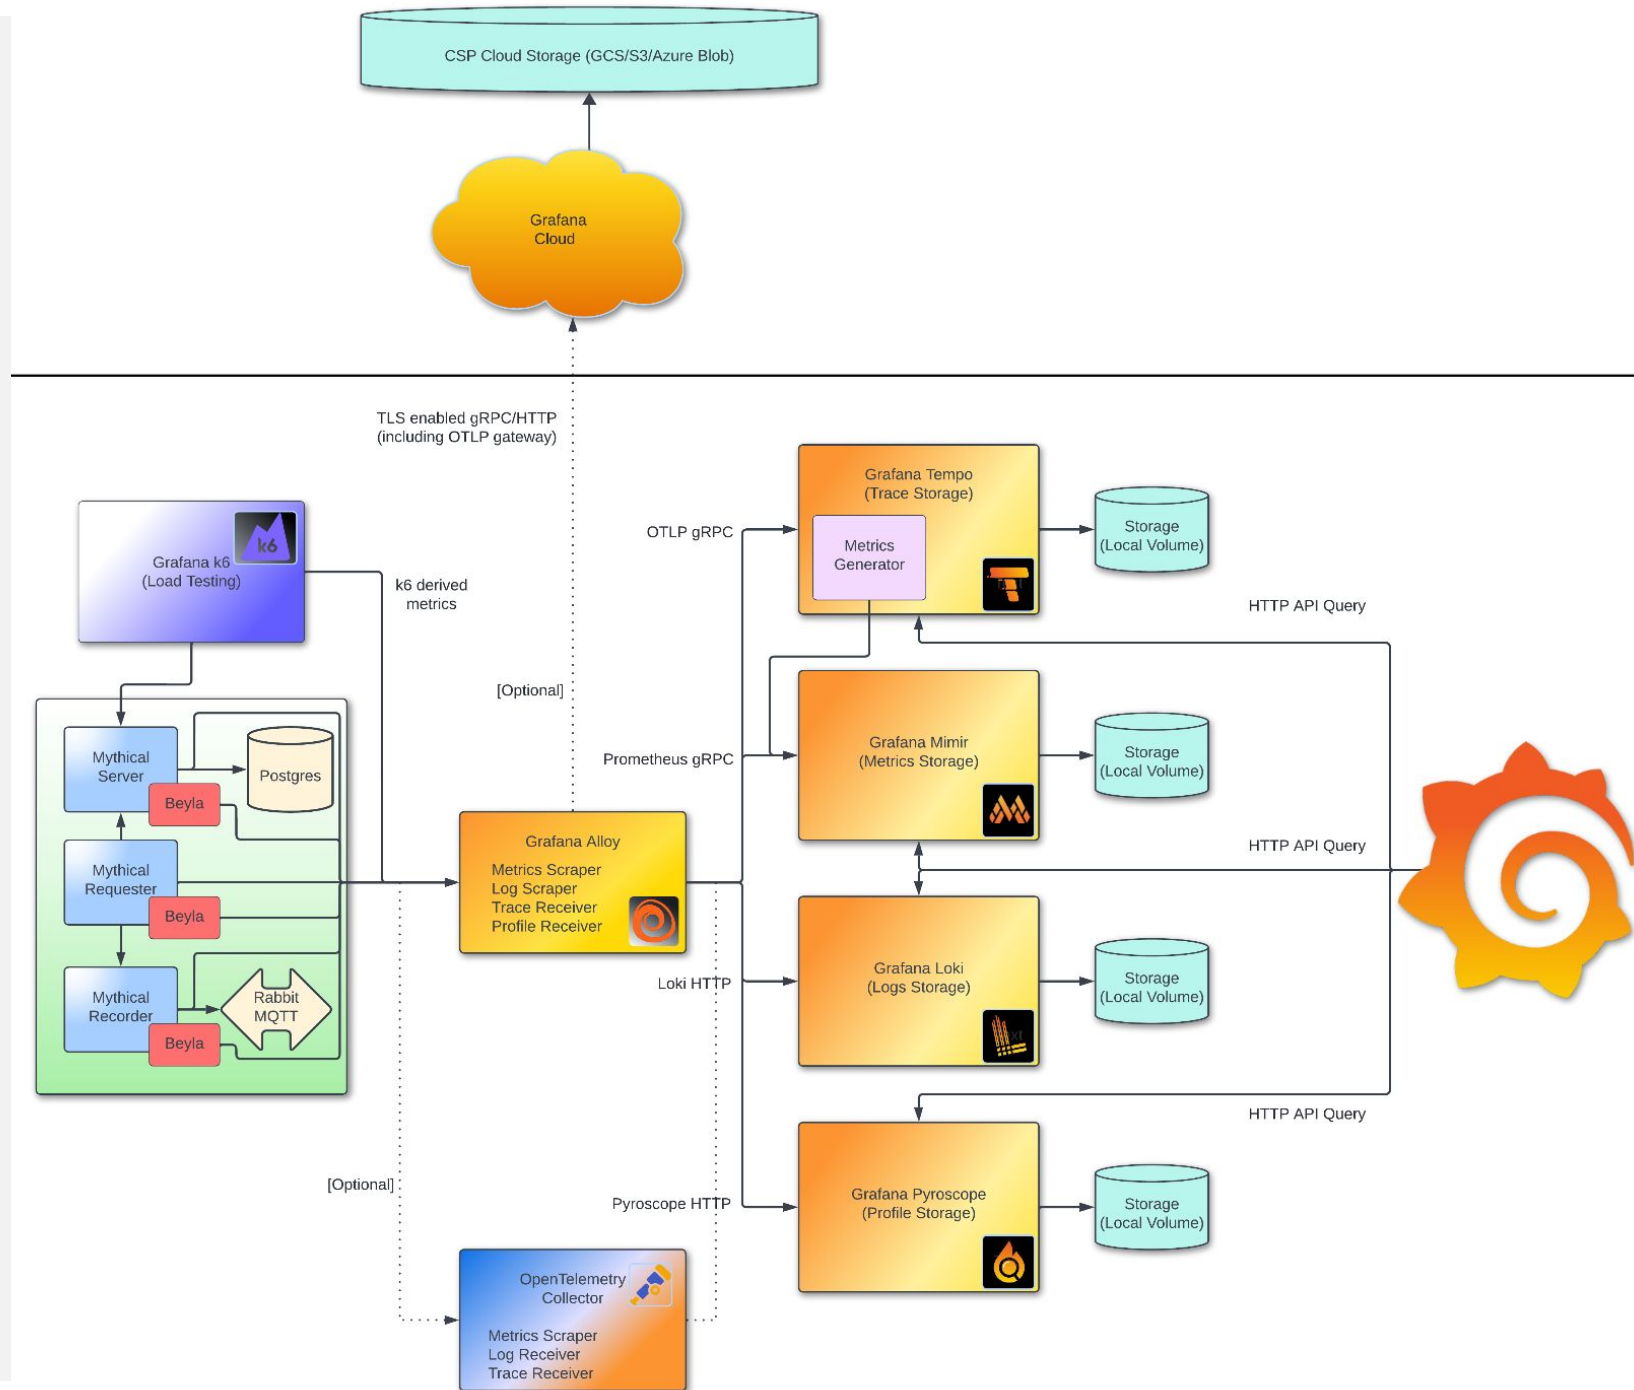 CSP Cloud Storage (GCS/S3/Azure Blob)
Grafana
Cloud
TLS enabled gRPC/HTTP
(including OTLP gateway)
[Optional]
Grafana k6
(Load Testing)
k6
k6 derived
metrics
Mythical
Server
Beyla
Postgres
Mythical
Requester
Beyla
Mythical
Recorder
Beyla
Rabbit
MQTT
Grafana Alloy
Metrics Scraper
Log Scraper
Trace Receiver
Profile Receiver
[Optional]
OpenTelemetry
Collector
Metrics Scraper
Log Receiver
Trace Receiver
OTLP gRPC
Grafana Tempo
(Trace Storage)
Metrics
Generator
Storage
(Local Volume)
HTTP API Query
Prometheus gRPC
Grafana Mimir
(Metrics Storage)
Storage
(Local Volume)
HTTP API Query
Loki HTTP
Grafana Loki
(Logs Storage)
Storage
(Local Volume)
HTTP API Query
Pyroscope HTTP
Grafana Pyroscope
(Profile Storage)
Storage
(Local Volume)